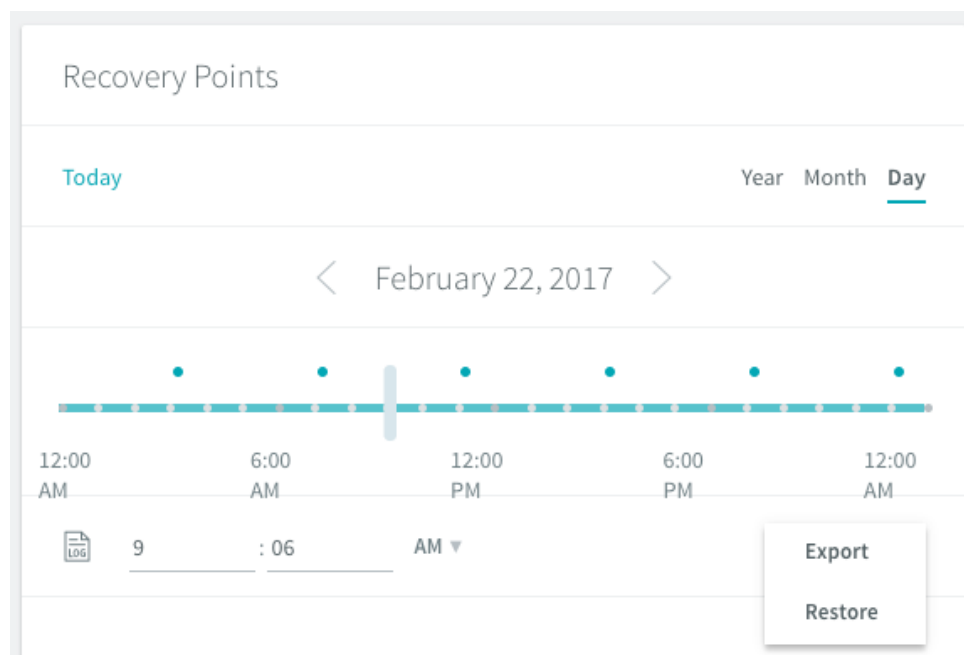 Recovery Points
Today Year Month Day
February 22, 2017
12:00 6:00 12:00 6:00 12:00
AM AM PM PM AM
LOG 9 : 06 AM
Export
Restore